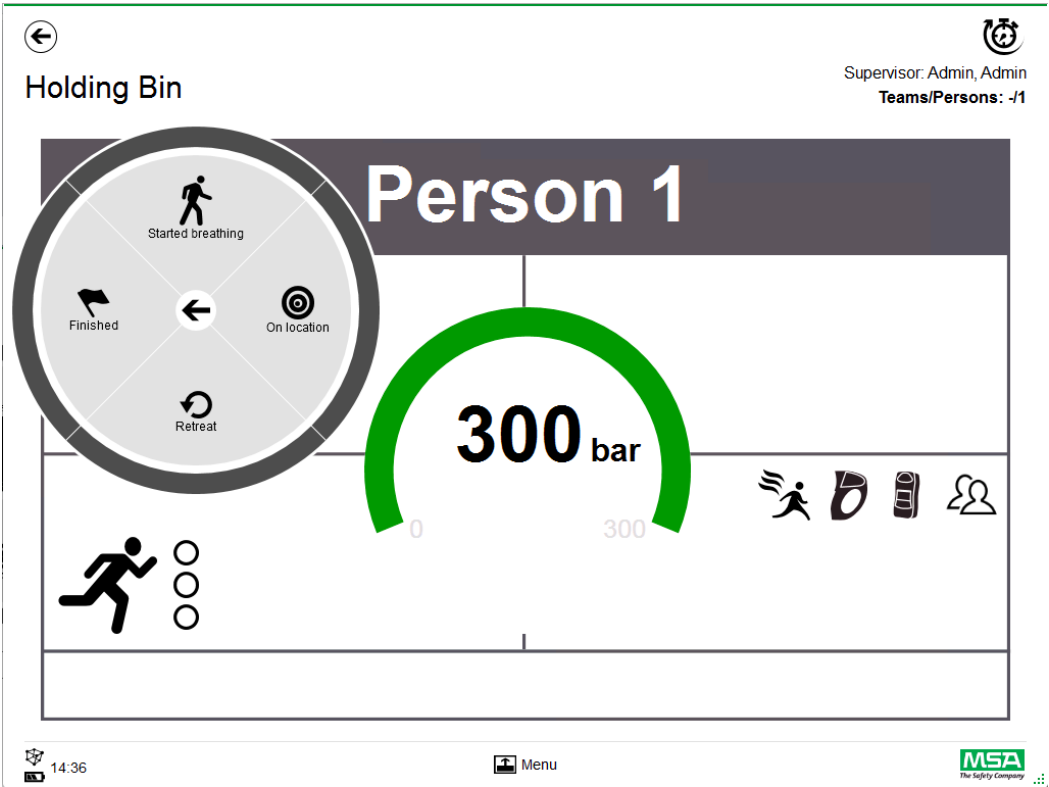 Holding Bin
Supervisor: Admin, Admin
Teams/Persons: -/1
Person 1
Started breathing
Finished
On location
Retreat
300 bar
0
300
14:36
Menu
MSA
The Safety Company